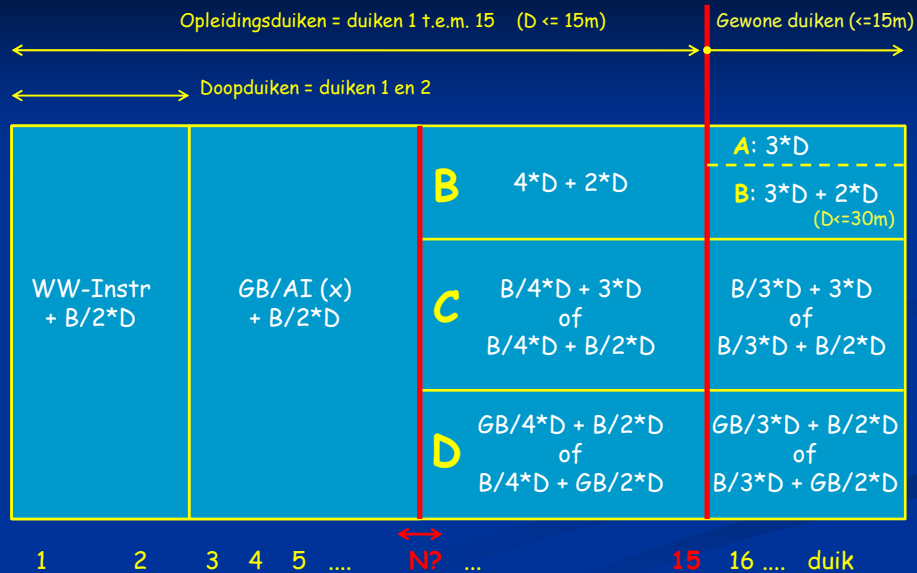 Opleidingsduiken = duiken 1 t.e.m. 15 (D <= 15m)
Gewone duiken (<=15m)
Doopduiken = duiken 1 en 2
WW-Instr
+ B/2*D
GB/AI (x)
+ B/2*D
B
4*D + 2*D
A: 3*D
B: 3*D + 2*D
(D<=30m)
C
B/4*D + 3*D
of
B/4*D + B/2*D
B/3*D + 3*D
of
B/3*D + B/2*D
D
GB/4*D + B/2*D
of
B/4*D + GB/2*D
GB/3*D + B/2*D
of
B/3*D + GB/2*D
1 2 3 4 5 .... N? ... 15 16 .... duik